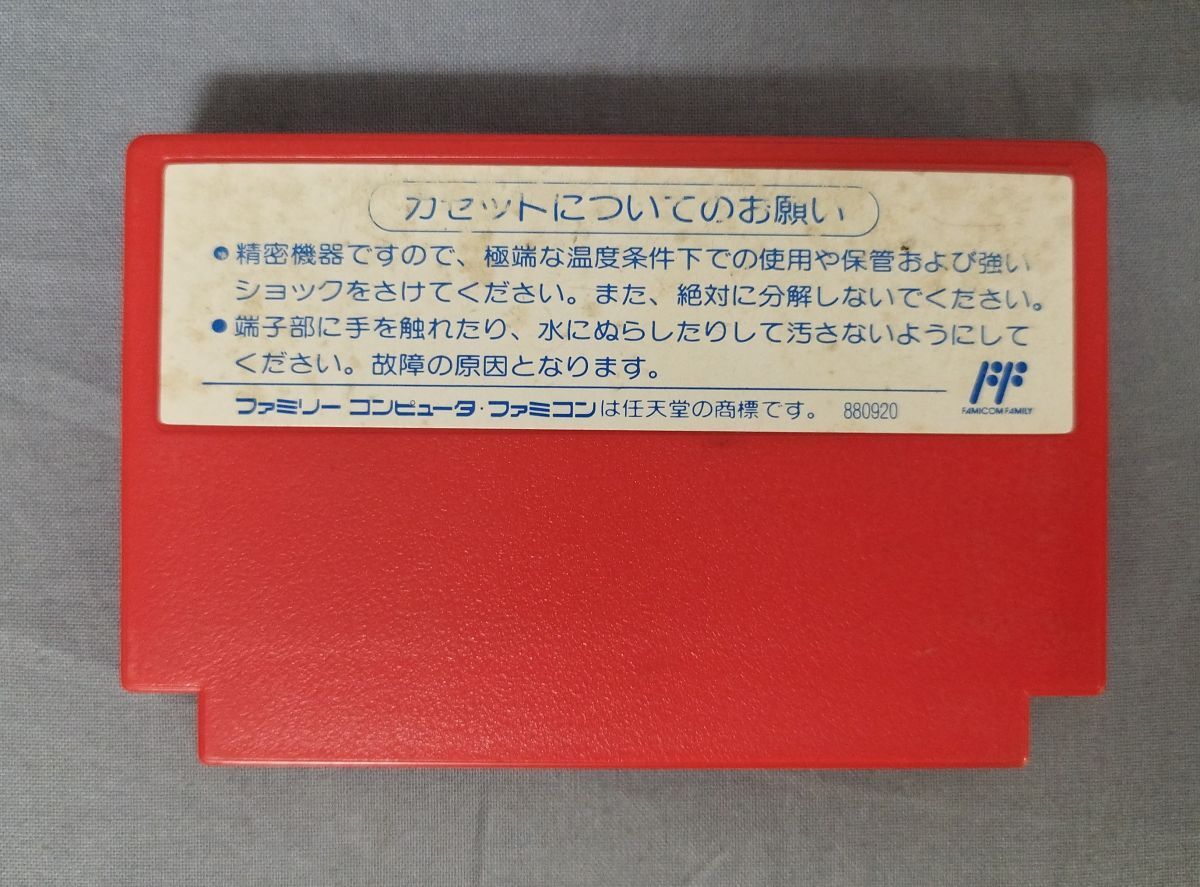 カセットについてのお願い
●精密機器ですので、極端な温度条件下での使用や保管および強い
ショックをさけてください。また、絶対に分解しないでください。
●端子部に手を触れたり、水にぬらしたりして汚さないようにして
ください。故障の原因となります。
FF
FAMICOM FAMILY
ファミリーコンピュータ・ファミコンは任天堂の商標です。 880920